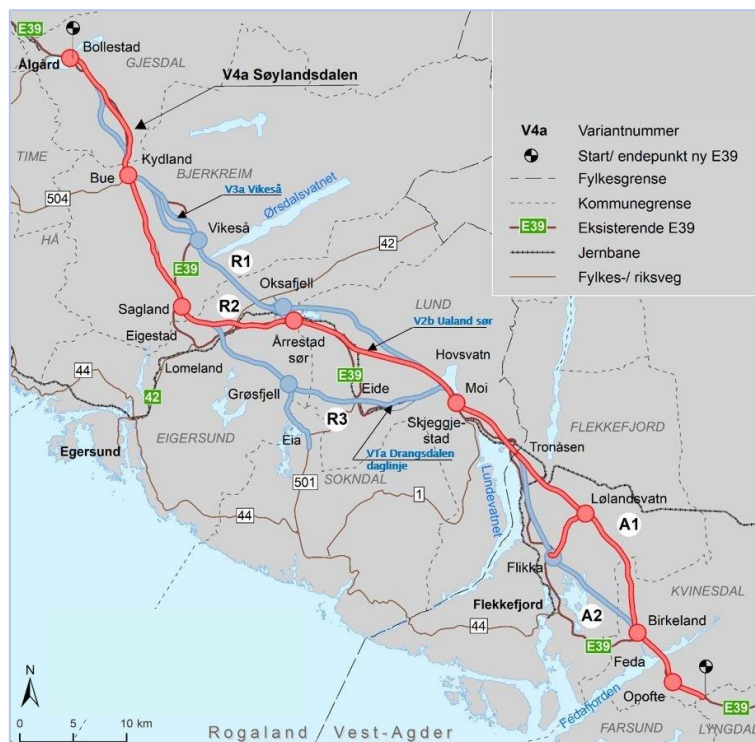 E39
Bollestad
Ålgård
GJESDAL
V4a Søylandsdalen
V4a Variantnummer
Start/ endepunkt ny E39
Fylkesgrense
Kommunegrense
E39 Eksisterende E39
Jernbane
Fylkes-/ riksveg
TIME
Kydland
BJERKREIM
Bue
V3a Vikeså
504
Ørsdalsvatnet
HÅ
Vikeså
42
R1
E39
Oksafjell
R2
LUND
Sagland
V2b Ualand sør
Eigestad
Årrestad
sør
Hovsvatn
Lomeland
E39
44
42
Eide
Moi
Grøsfjell
R3
Skjeggje-
stad
FLEKKEFJORD
EIGERSUND
Egersund
Eia
VTa Drangsdalen
daglinje
Tronåsen
501
SOKNDAL
Lundevatnet
1
Lølandsvatn
44
A1
Flikka
KVINESDAL
Flekkefjord
A2
44
Birkeland
E39
Feda
N
Opofte
Fedafjorden
0 5 10 km
E39
Rogaland Vest-Agder
FARSUND
LYNGDAL